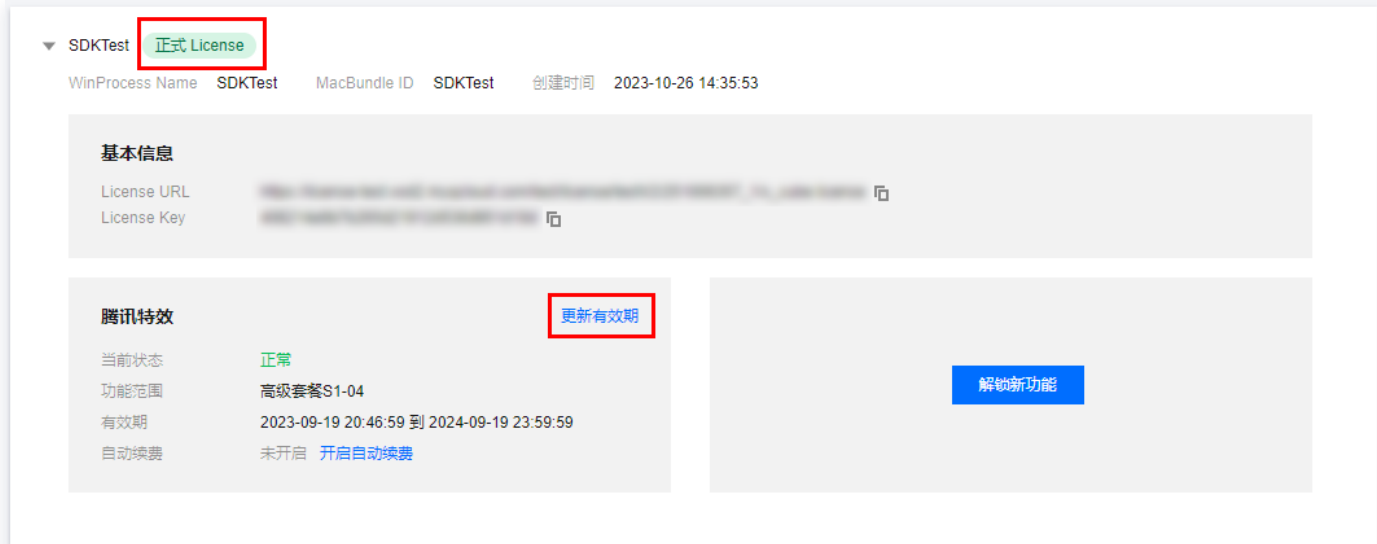 SDKTest 正式 License
WinProcess Name SDKTest MacBundle ID SDKTest 创建时间 2023-10-26 14:35:53
基本信息
License URL
License Key
腾讯特效 更新有效期
当前状态 正常
功能范围 高级套餐S1-04
有效期 2023-09-19 20:46:59 到 2024-09-19 23:59:59
自动续费 未开启 开启自动续费
解锁新功能